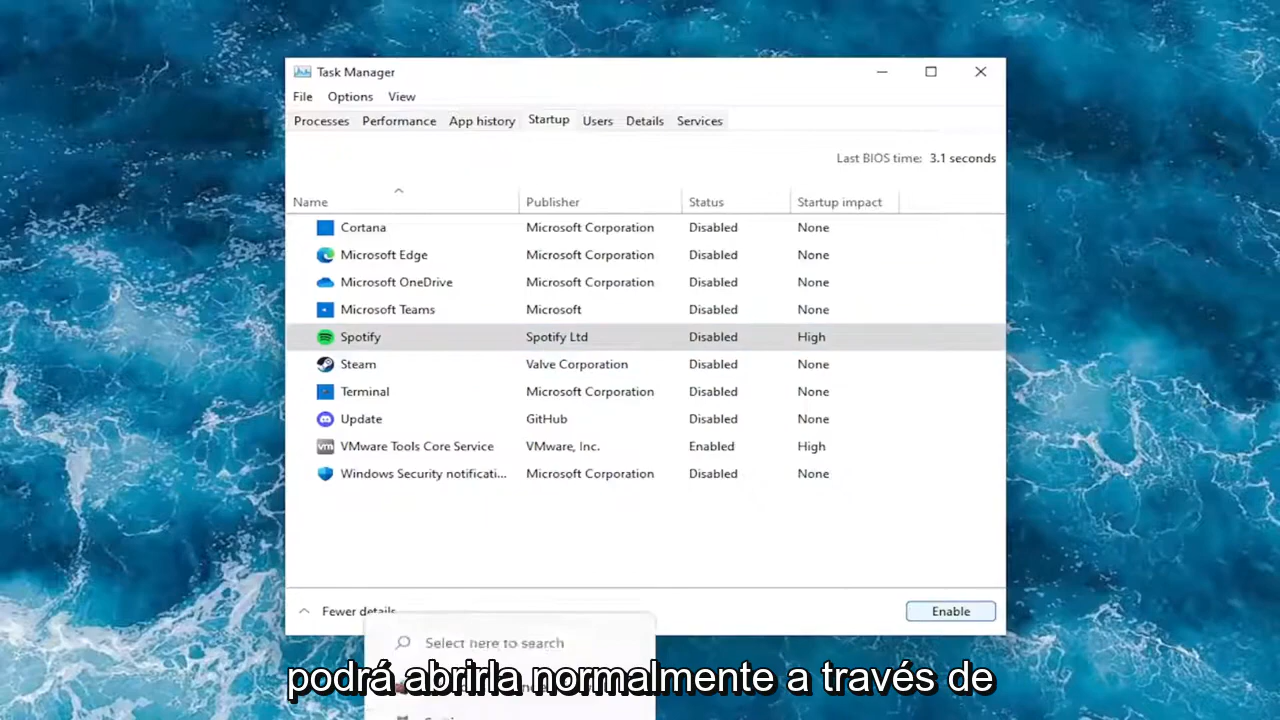 Task Manager
File Options View
Processes Performance App history Startup Users Details Services
Last BIOS time: 3.1 seconds
Name Publisher Status Startup impact
Cortana Microsoft Corporation Disabled None
Microsoft Edge Microsoft Corporation Disabled None
Microsoft OneDrive Microsoft Corporation Disabled None
Microsoft Teams Microsoft Disabled None
Spotify Spotify Ltd Disabled High
Steam Valve Corporation Disabled None
Terminal Microsoft Corporation Disabled None
Update GitHub Disabled None
VMware Tools Core Service VMware, Inc. Enabled High
Windows Security notificati... Microsoft Corporation Disabled None
Fewer details Enable
Select here to search
podrá abrirla normalmente a través de